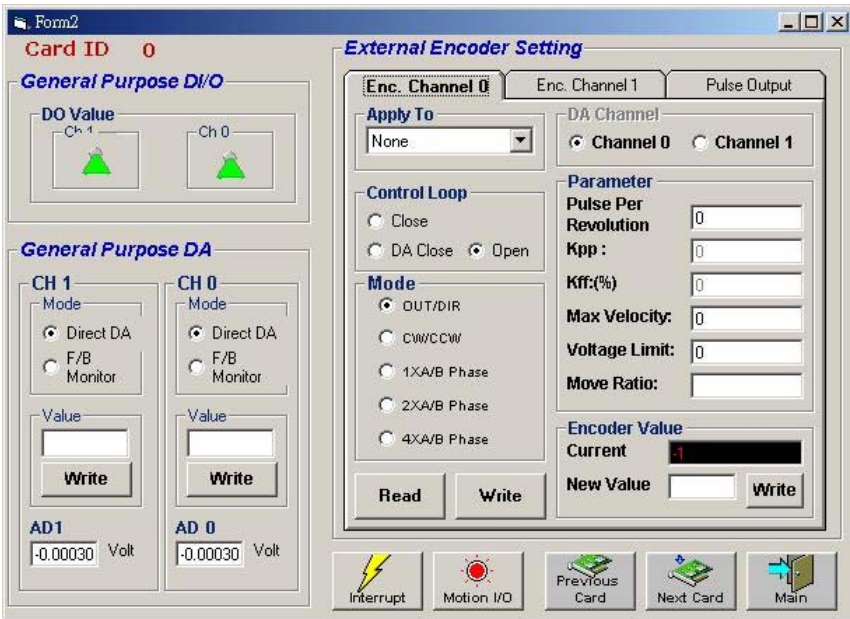 Form2
Card ID 0
General Purpose DI/O
DO Value
Ch 1
Ch 0
General Purpose DA
CH 1
Mode
Direct DA
F/B
Monitor
Value
Write
AD1
-0.00030 Volt
CH 0
Mode
Direct DA
F/B
Monitor
Value
Write
AD 0
-0.00030 Volt
External Encoder Setting
Enc. Channel 0
Enc. Channel 1
Pulse Output
Apply To
None
Control Loop
Close
DA Close
Open
Mode
OUT/DIR
CW/CCW
1XA/B Phase
2XA/B Phase
4XA/B Phase
Read
Write
DA Channel
Channel 0
Channel 1
Parameter
Pulse Per
Revolution 0
Kpp : 0
Kff:(%) 0
Max Velocity: 0
Voltage Limit: 0
Move Ratio:
Encoder Value
Current -1
New Value
Write
Interrupt
Motion I/O
Previous
Card
Next Card
Main